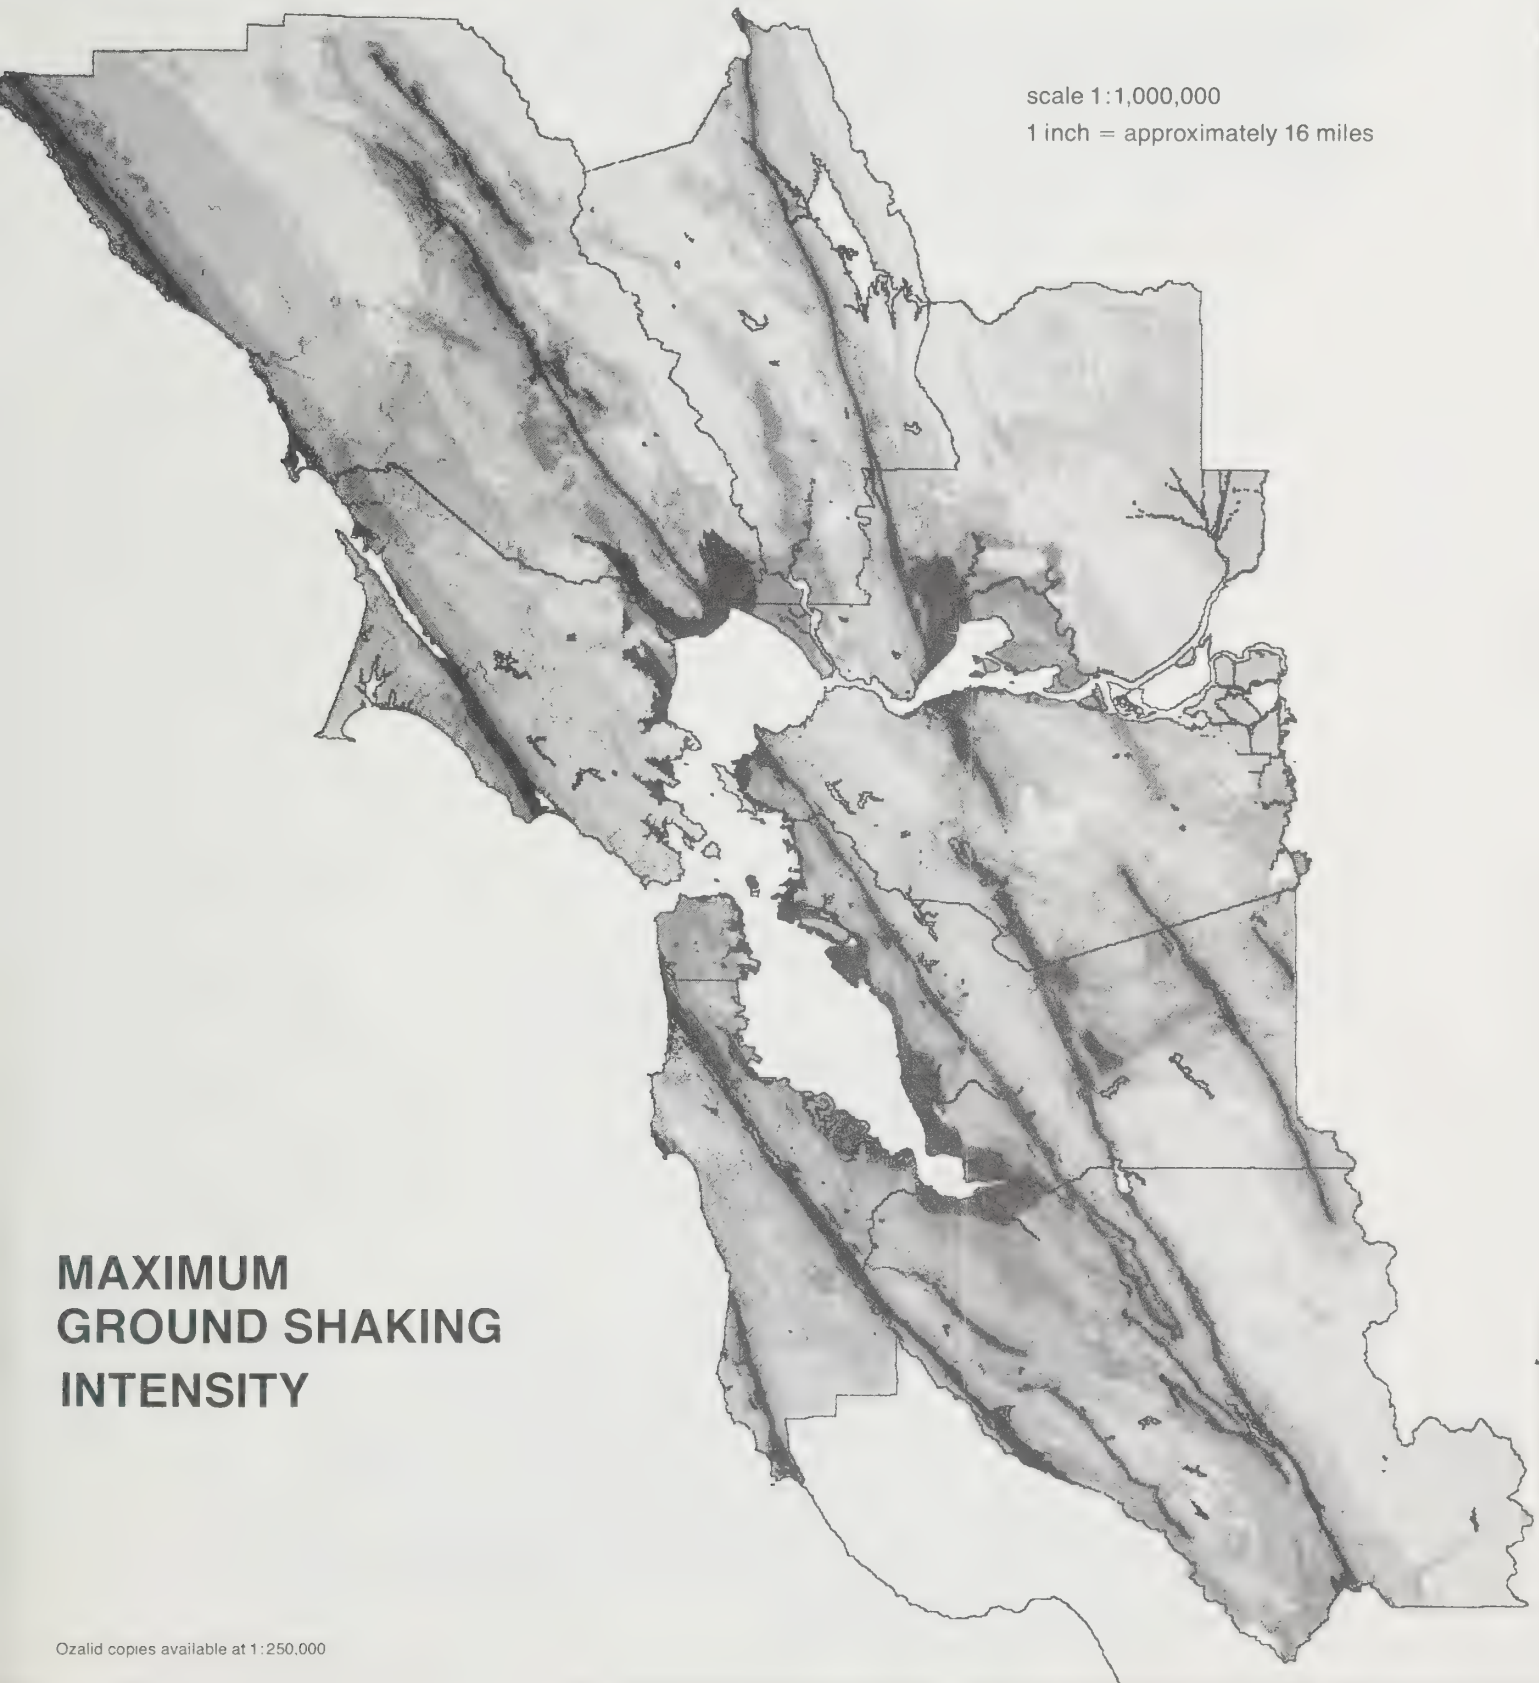 scale 1:1,000,000
1 inch = approximately 16 miles
MAXIMUM
GROUND SHAKING
INTENSITY
Ozalid copies available at 1:250,000